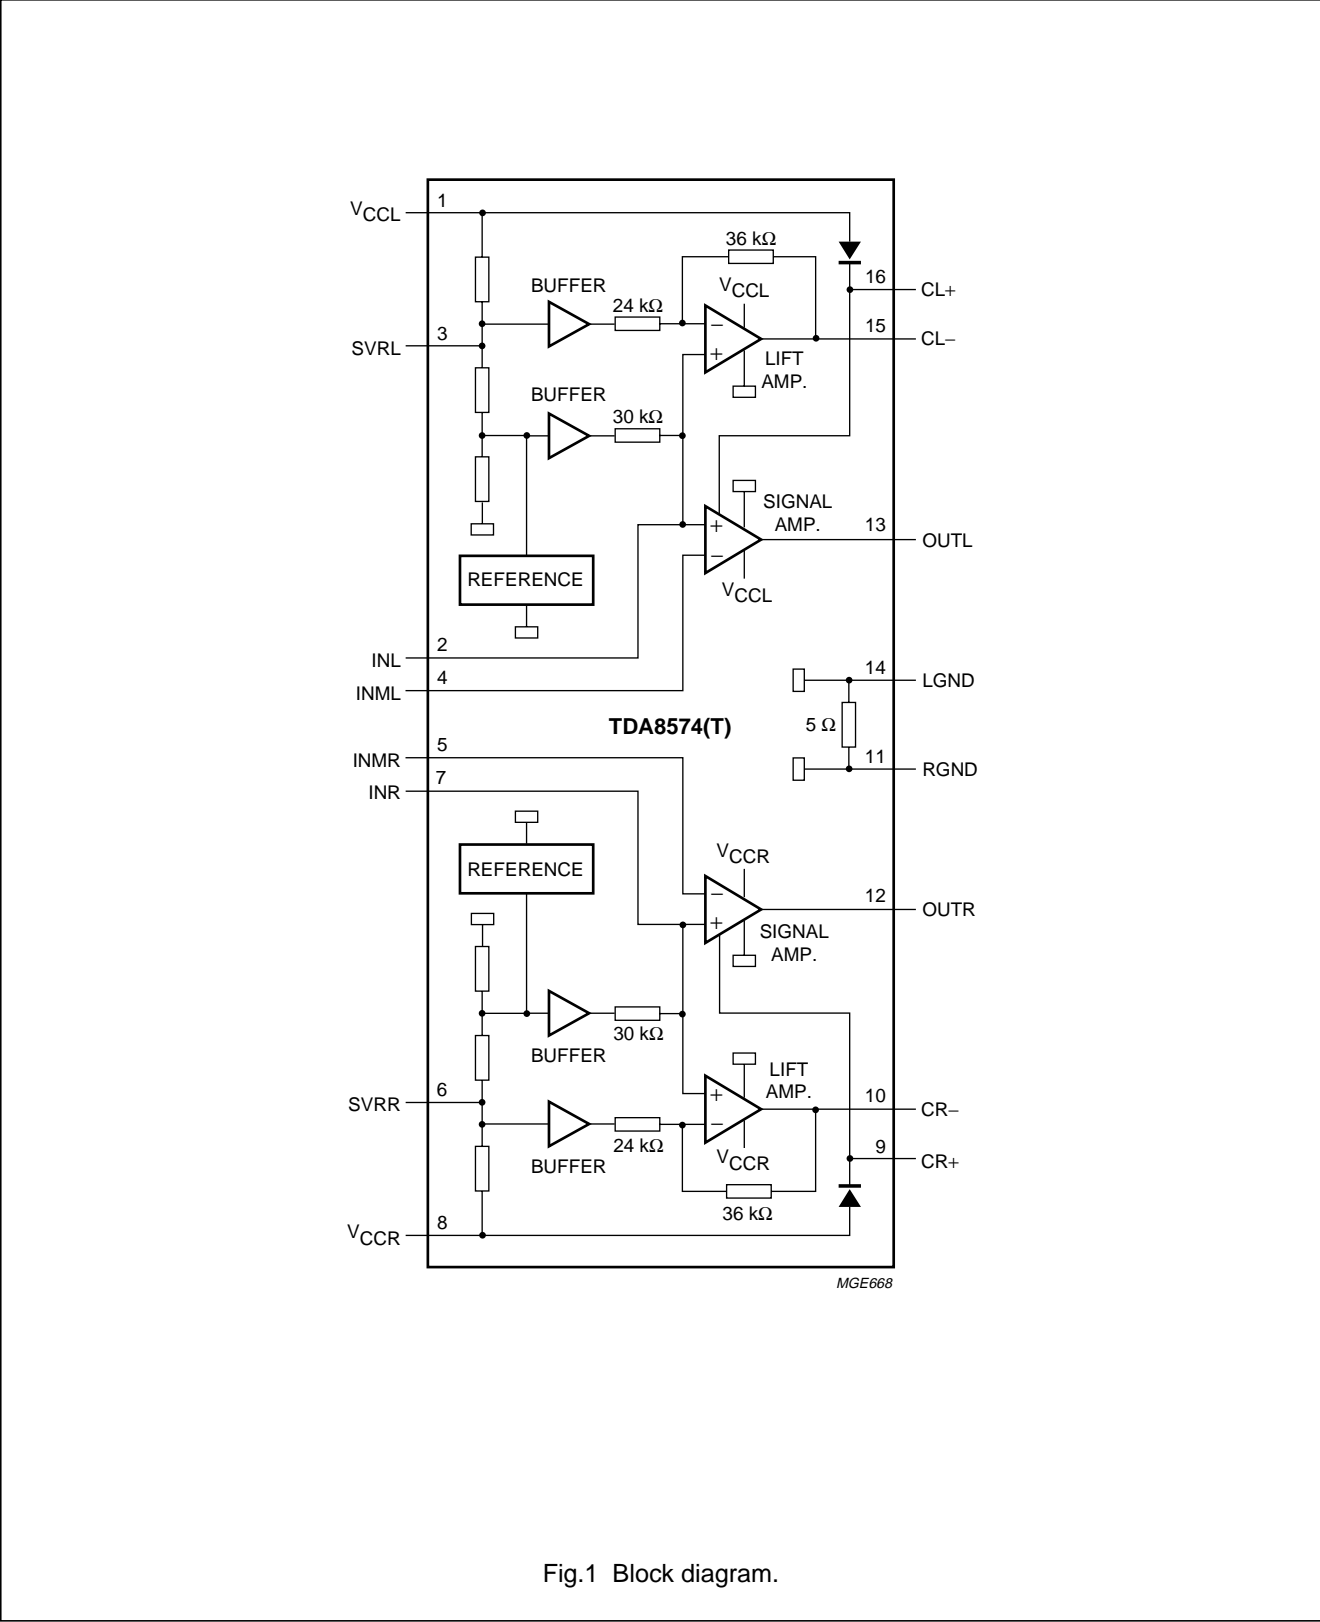 VCCL 1
36 kΩ
BUFFER
24 kΩ
VCCL
16 CL+
15 CL−
3
SVRL
−
+
LIFT
AMP.
BUFFER
30 kΩ
SIGNAL
AMP.
+
−
13
OUTL
REFERENCE
VCCL
2
INL
4
INML
14
LGND
5 Ω
TDA8574(T)
11
RGND
5
INMR
7
INR
REFERENCE
VCCR
−
+
12
OUTR
SIGNAL
AMP.
30 kΩ
BUFFER
LIFT
AMP.
6
SVRR
+
−
10
CR−
24 kΩ
BUFFER
VCCR
9
CR+
36 kΩ
8
VCCR
MGE668
Fig.1 Block diagram.